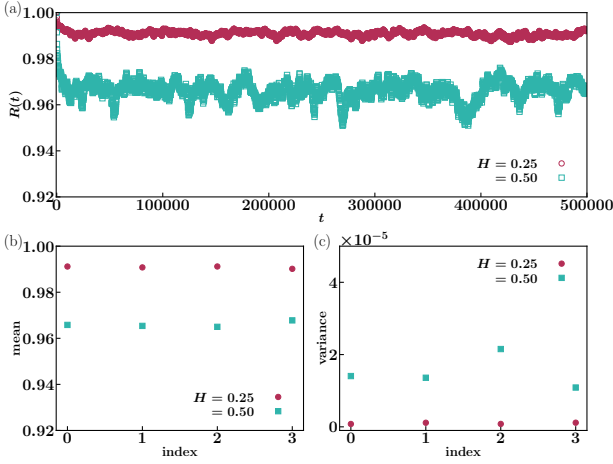 (a)
1.00
0.98
0.96
0.94
0.92
R(t)
H = 0.25
= 0.50
0 100000 200000 300000 400000 500000
t
(b)
1.00
0.98
0.96
0.94
0.92
mean
H = 0.25
= 0.50
0 1 2 3
index
(c)
×10⁻⁵
4
2
0
variance
H = 0.25
= 0.50
0 1 2 3
index